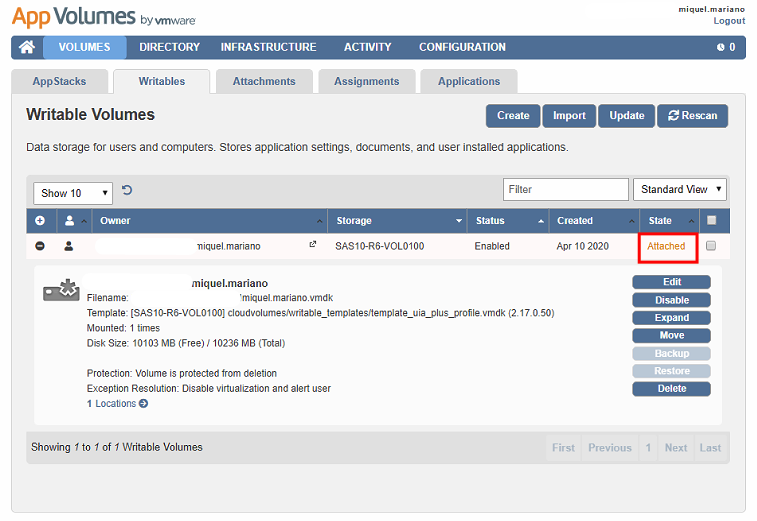 App Volumes by vmware
miquel.mariano
Logout
VOLUMES DIRECTORY INFRASTRUCTURE ACTIVITY CONFIGURATION 0
AppStacks Writables Attachments Assignments Applications
Writable Volumes
Create Import Update Rescan
Data storage for users and computers. Stores application settings, documents, and user installed applications.
Show 10 Filter Standard View
Owner Storage Status Created State
miquel.mariano SAS10-R6-VOL0100 Enabled Apr 10 2020 Attached
miquel.mariano
Filename: miquel.mariano.vmdk
Template: [SAS10-R6-VOL0100] cloudvolumes/writable_templates/template_uia_plus_profile.vmdk (2.17.0.50)
Mounted: 1 times
Disk Size: 10103 MB (Free) / 10236 MB (Total)
Protection: Volume is protected from deletion
Exception Resolution: Disable virtualization and alert user
1 Locations
Edit
Disable
Expand
Move
Backup
Restore
Delete
Showing 1 to 1 of 1 Writable Volumes
First Previous 1 Next Last